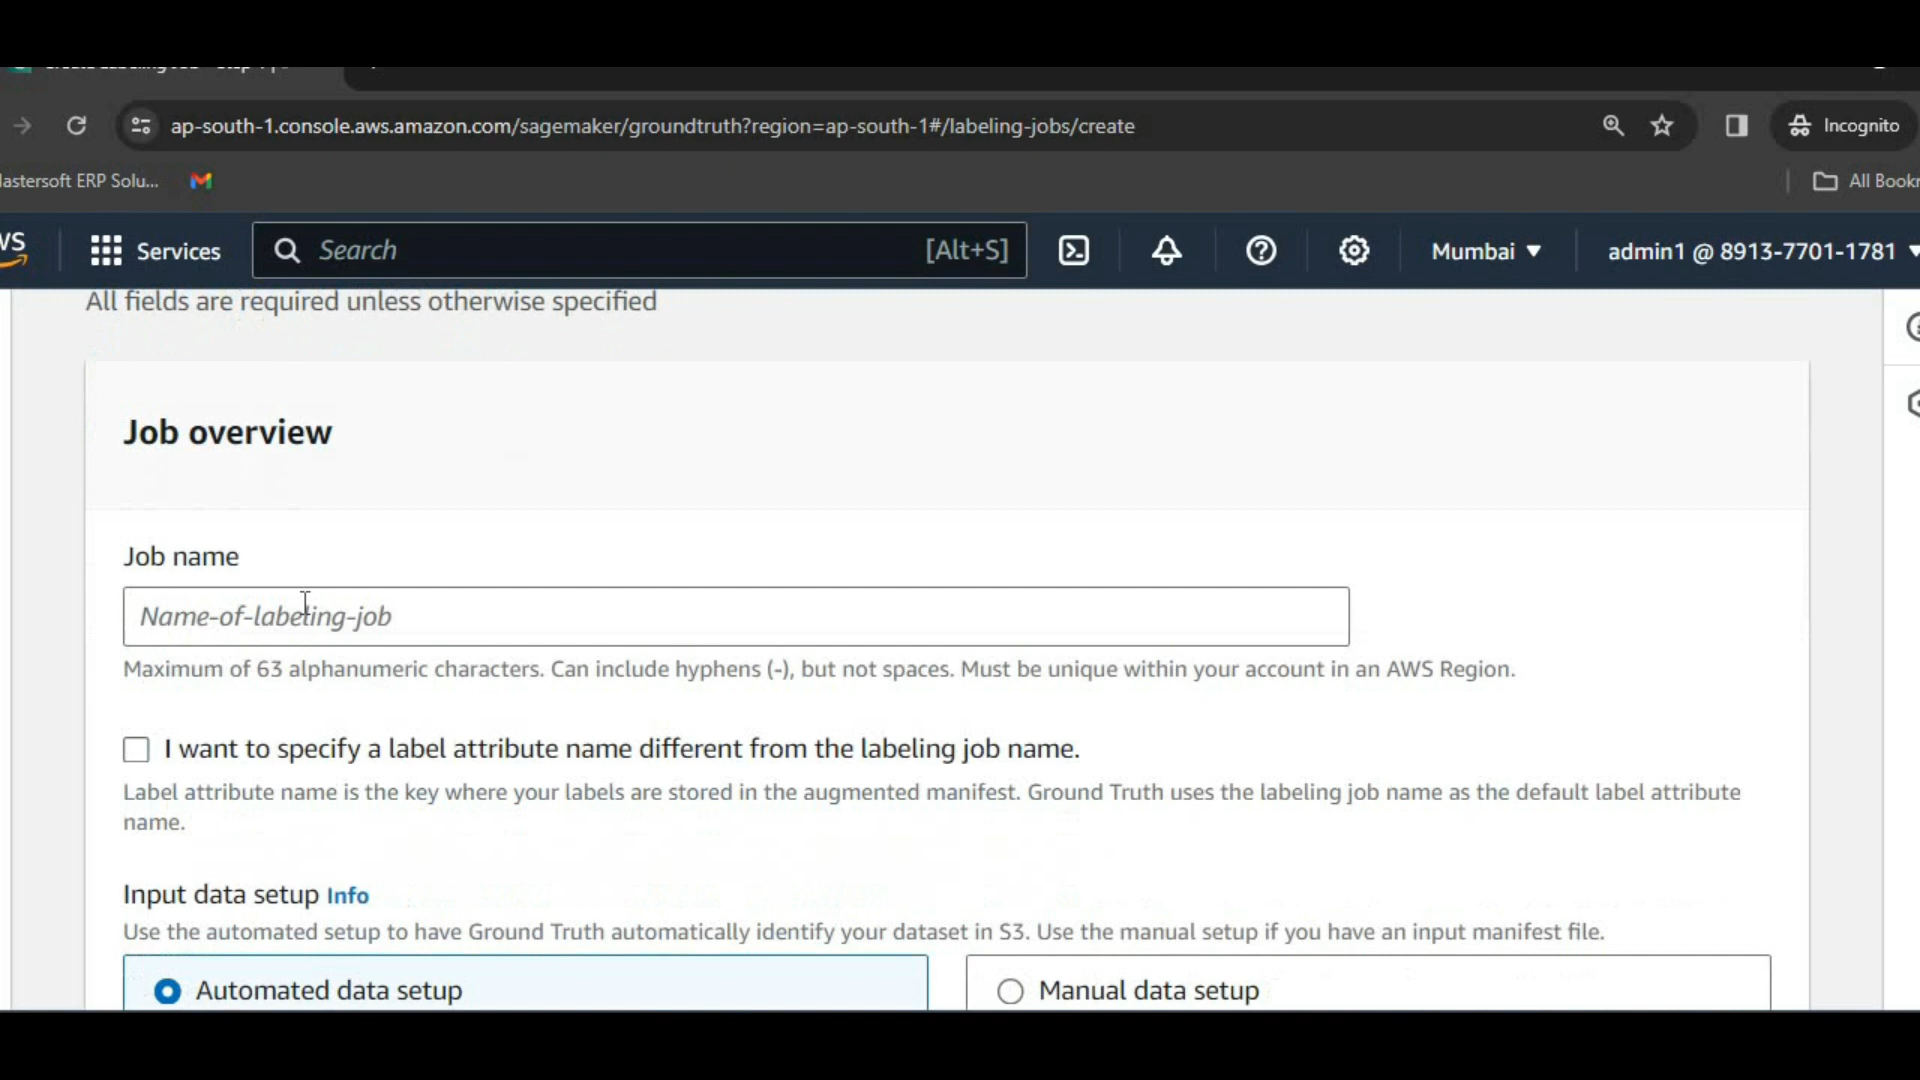 ap-south-1.console.aws.amazon.com/sagemaker/groundtruth?region=ap-south-1#/labeling-jobs/create
Incognito
astersoft ERP Solu...
All Book
Services
Search
[Alt+S]
Mumbai
admin1 @ 8913-7701-1781
All fields are required unless otherwise specified
Job overview
Job name
Name-of-labeling-job
Maximum of 63 alphanumeric characters. Can include hyphens (-), but not spaces. Must be unique within your account in an AWS Region.
I want to specify a label attribute name different from the labeling job name.
Label attribute name is the key where your labels are stored in the augmented manifest. Ground Truth uses the labeling job name as the default label attribute
name.
Input data setup Info
Use the automated setup to have Ground Truth automatically identify your dataset in S3. Use the manual setup if you have an input manifest file.
Automated data setup
Manual data setup